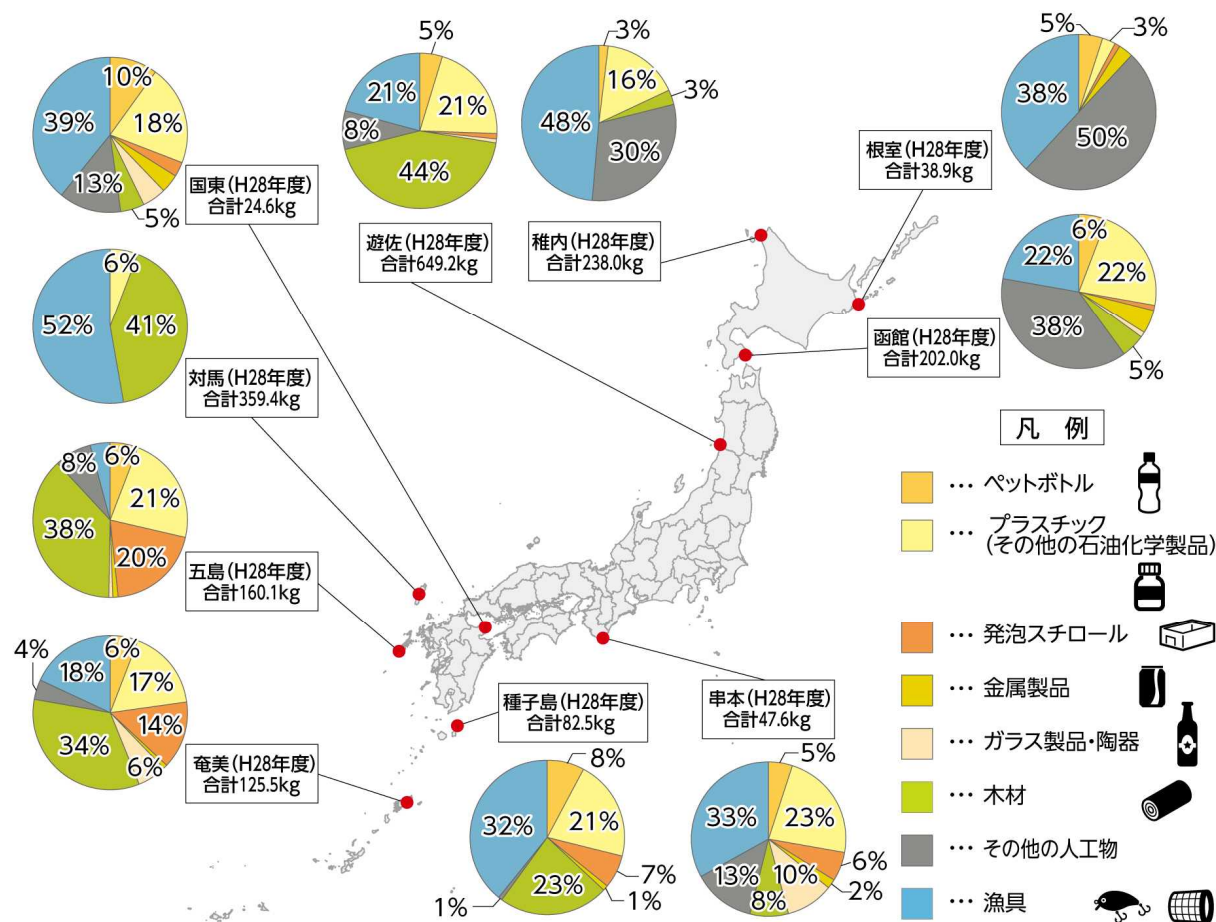 10%
18%
5%
13%
39%
国東(H28年度)
合計24.6kg
5%
21%
44%
8%
21%
遊佐(H28年度)
合計649.2kg
3%
16%
3%
30%
48%
稚内(H28年度)
合計238.0kg
5%
3%
50%
38%
根室(H28年度)
合計38.9kg
6%
22%
5%
38%
22%
函館(H28年度)
合計202.0kg
6%
41%
52%
対馬(H28年度)
合計359.4kg
6%
21%
20%
38%
8%
五島(H28年度)
合計160.1kg
6%
17%
14%
6%
34%
4%
18%
奄美(H28年度)
合計125.5kg
種子島(H28年度)
合計82.5kg
8%
21%
7%
1%
23%
1%
32%
串本(H28年度)
合計47.6kg
5%
23%
6%
2%
10%
8%
13%
33%
凡 例
… ペットボトル
… プラスチック
(その他の石油化学製品)
… 発泡スチロール
… 金属製品
… ガラス製品・陶器
… 木材
… その他の人工物
… 漁具